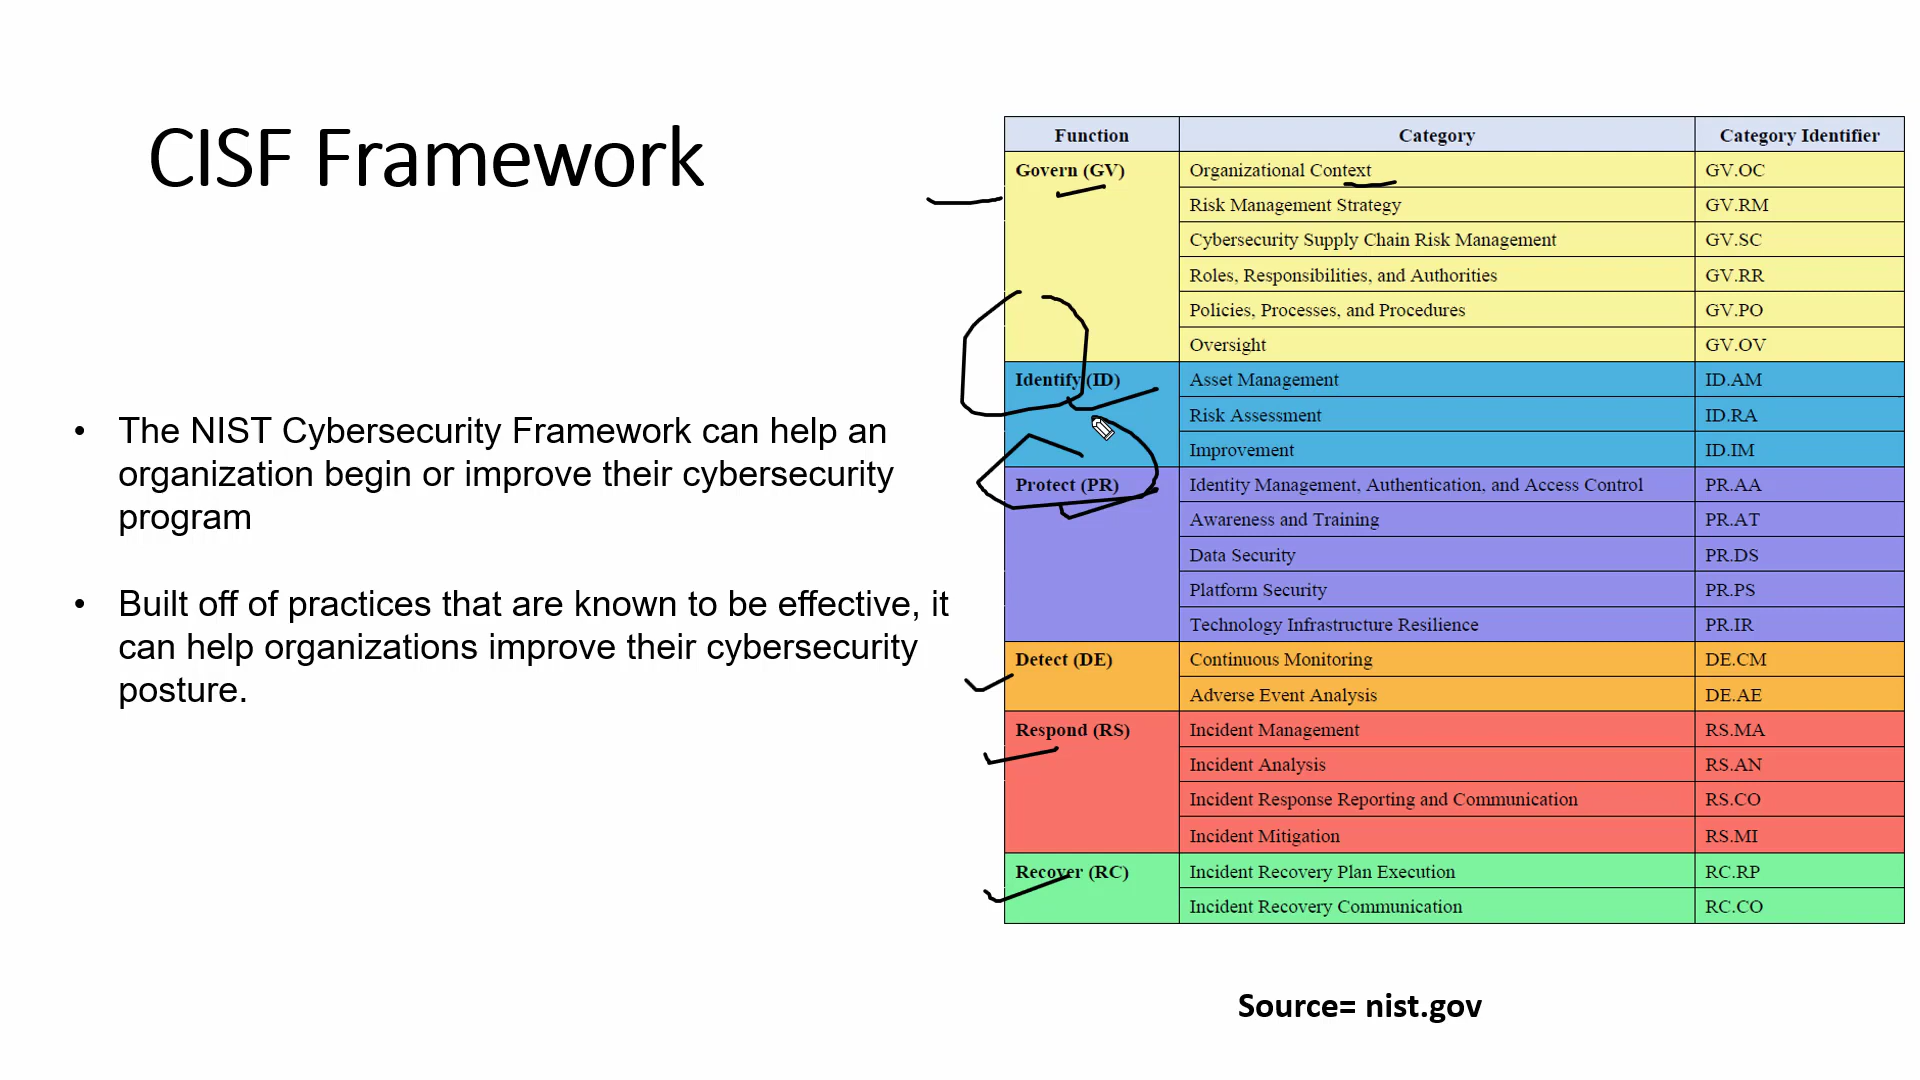 CISF Framework
• The NIST Cybersecurity Framework can help an
organization begin or improve their cybersecurity
program
• Built off of practices that are known to be effective, it
can help organizations improve their cybersecurity
posture.
Function Category Category Identifier
Govern (GV) Organizational Context GV.OC
Risk Management Strategy GV.RM
Cybersecurity Supply Chain Risk Management GV.SC
Roles, Responsibilities, and Authorities GV.RR
Policies, Processes, and Procedures GV.PO
Oversight GV.OV
Identify (ID) Asset Management ID.AM
Risk Assessment ID.RA
Improvement ID.IM
Protect (PR) Identity Management, Authentication, and Access Control PR.AA
Awareness and Training PR.AT
Data Security PR.DS
Platform Security PR.PS
Technology Infrastructure Resilience PR.IR
Detect (DE) Continuous Monitoring DE.CM
Adverse Event Analysis DE.AE
Respond (RS) Incident Management RS.MA
Incident Analysis RS.AN
Incident Response Reporting and Communication RS.CO
Incident Mitigation RS.MI
Recover (RC) Incident Recovery Plan Execution RC.RP
Incident Recovery Communication RC.CO
Source= nist.gov